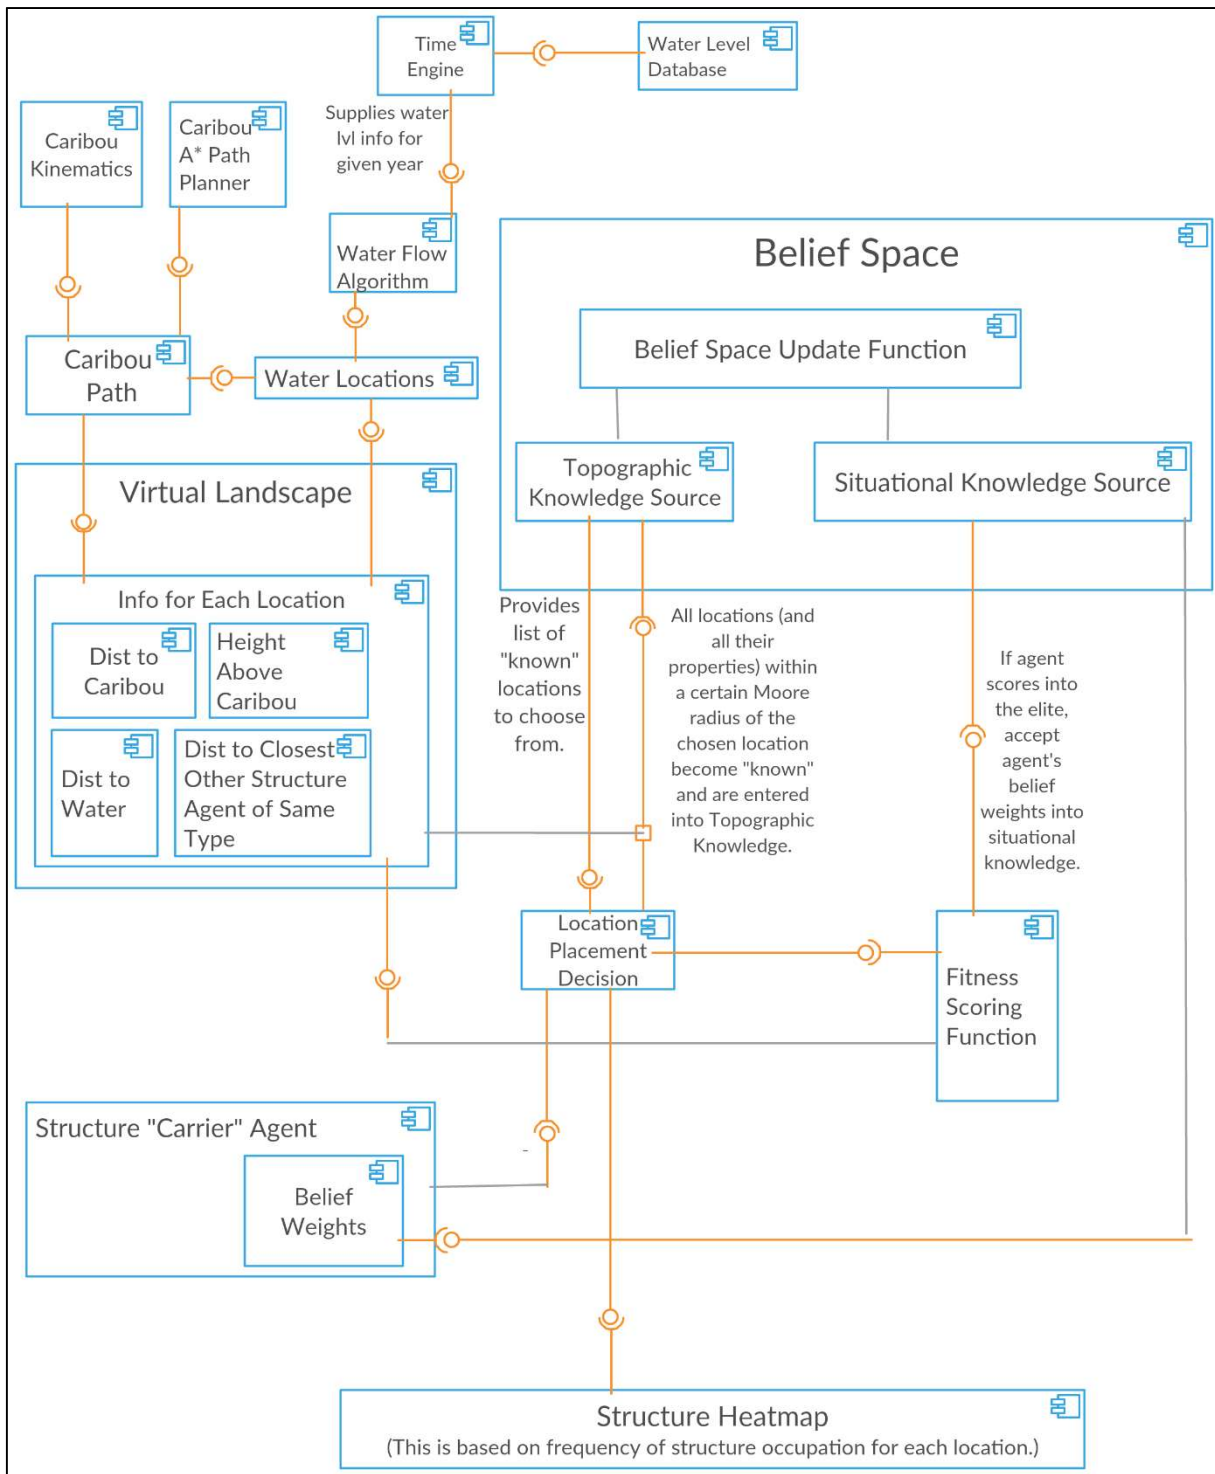 Time
Engine
Water Level
Database
Supplies water
lvl info for
given year
Caribou
Kinematics
Caribou
A* Path
Planner
Water Flow
Algorithm
Belief Space
Belief Space Update Function
Caribou
Path
Water Locations
Topographic
Knowledge Source
Situational Knowledge Source
Virtual Landscape
Info for Each Location
Dist to
Caribou
Height
Above
Caribou
Dist to
Water
Dist to Closest
Other Structure
Agent of Same
Type
Provides
list of
"known"
locations
to choose
from.
All locations (and
all their
properties) within
a certain Moore
radius of the
chosen location
become "known"
and are entered
into Topographic
Knowledge.
If agent
scores into
the elite,
accept
agent's
belief
weights into
situational
knowledge.
Location
Placement
Decision
Fitness
Scoring
Function
Structure "Carrier" Agent
-
Belief
Weights
Structure Heatmap
(This is based on frequency of structure occupation for each location.)